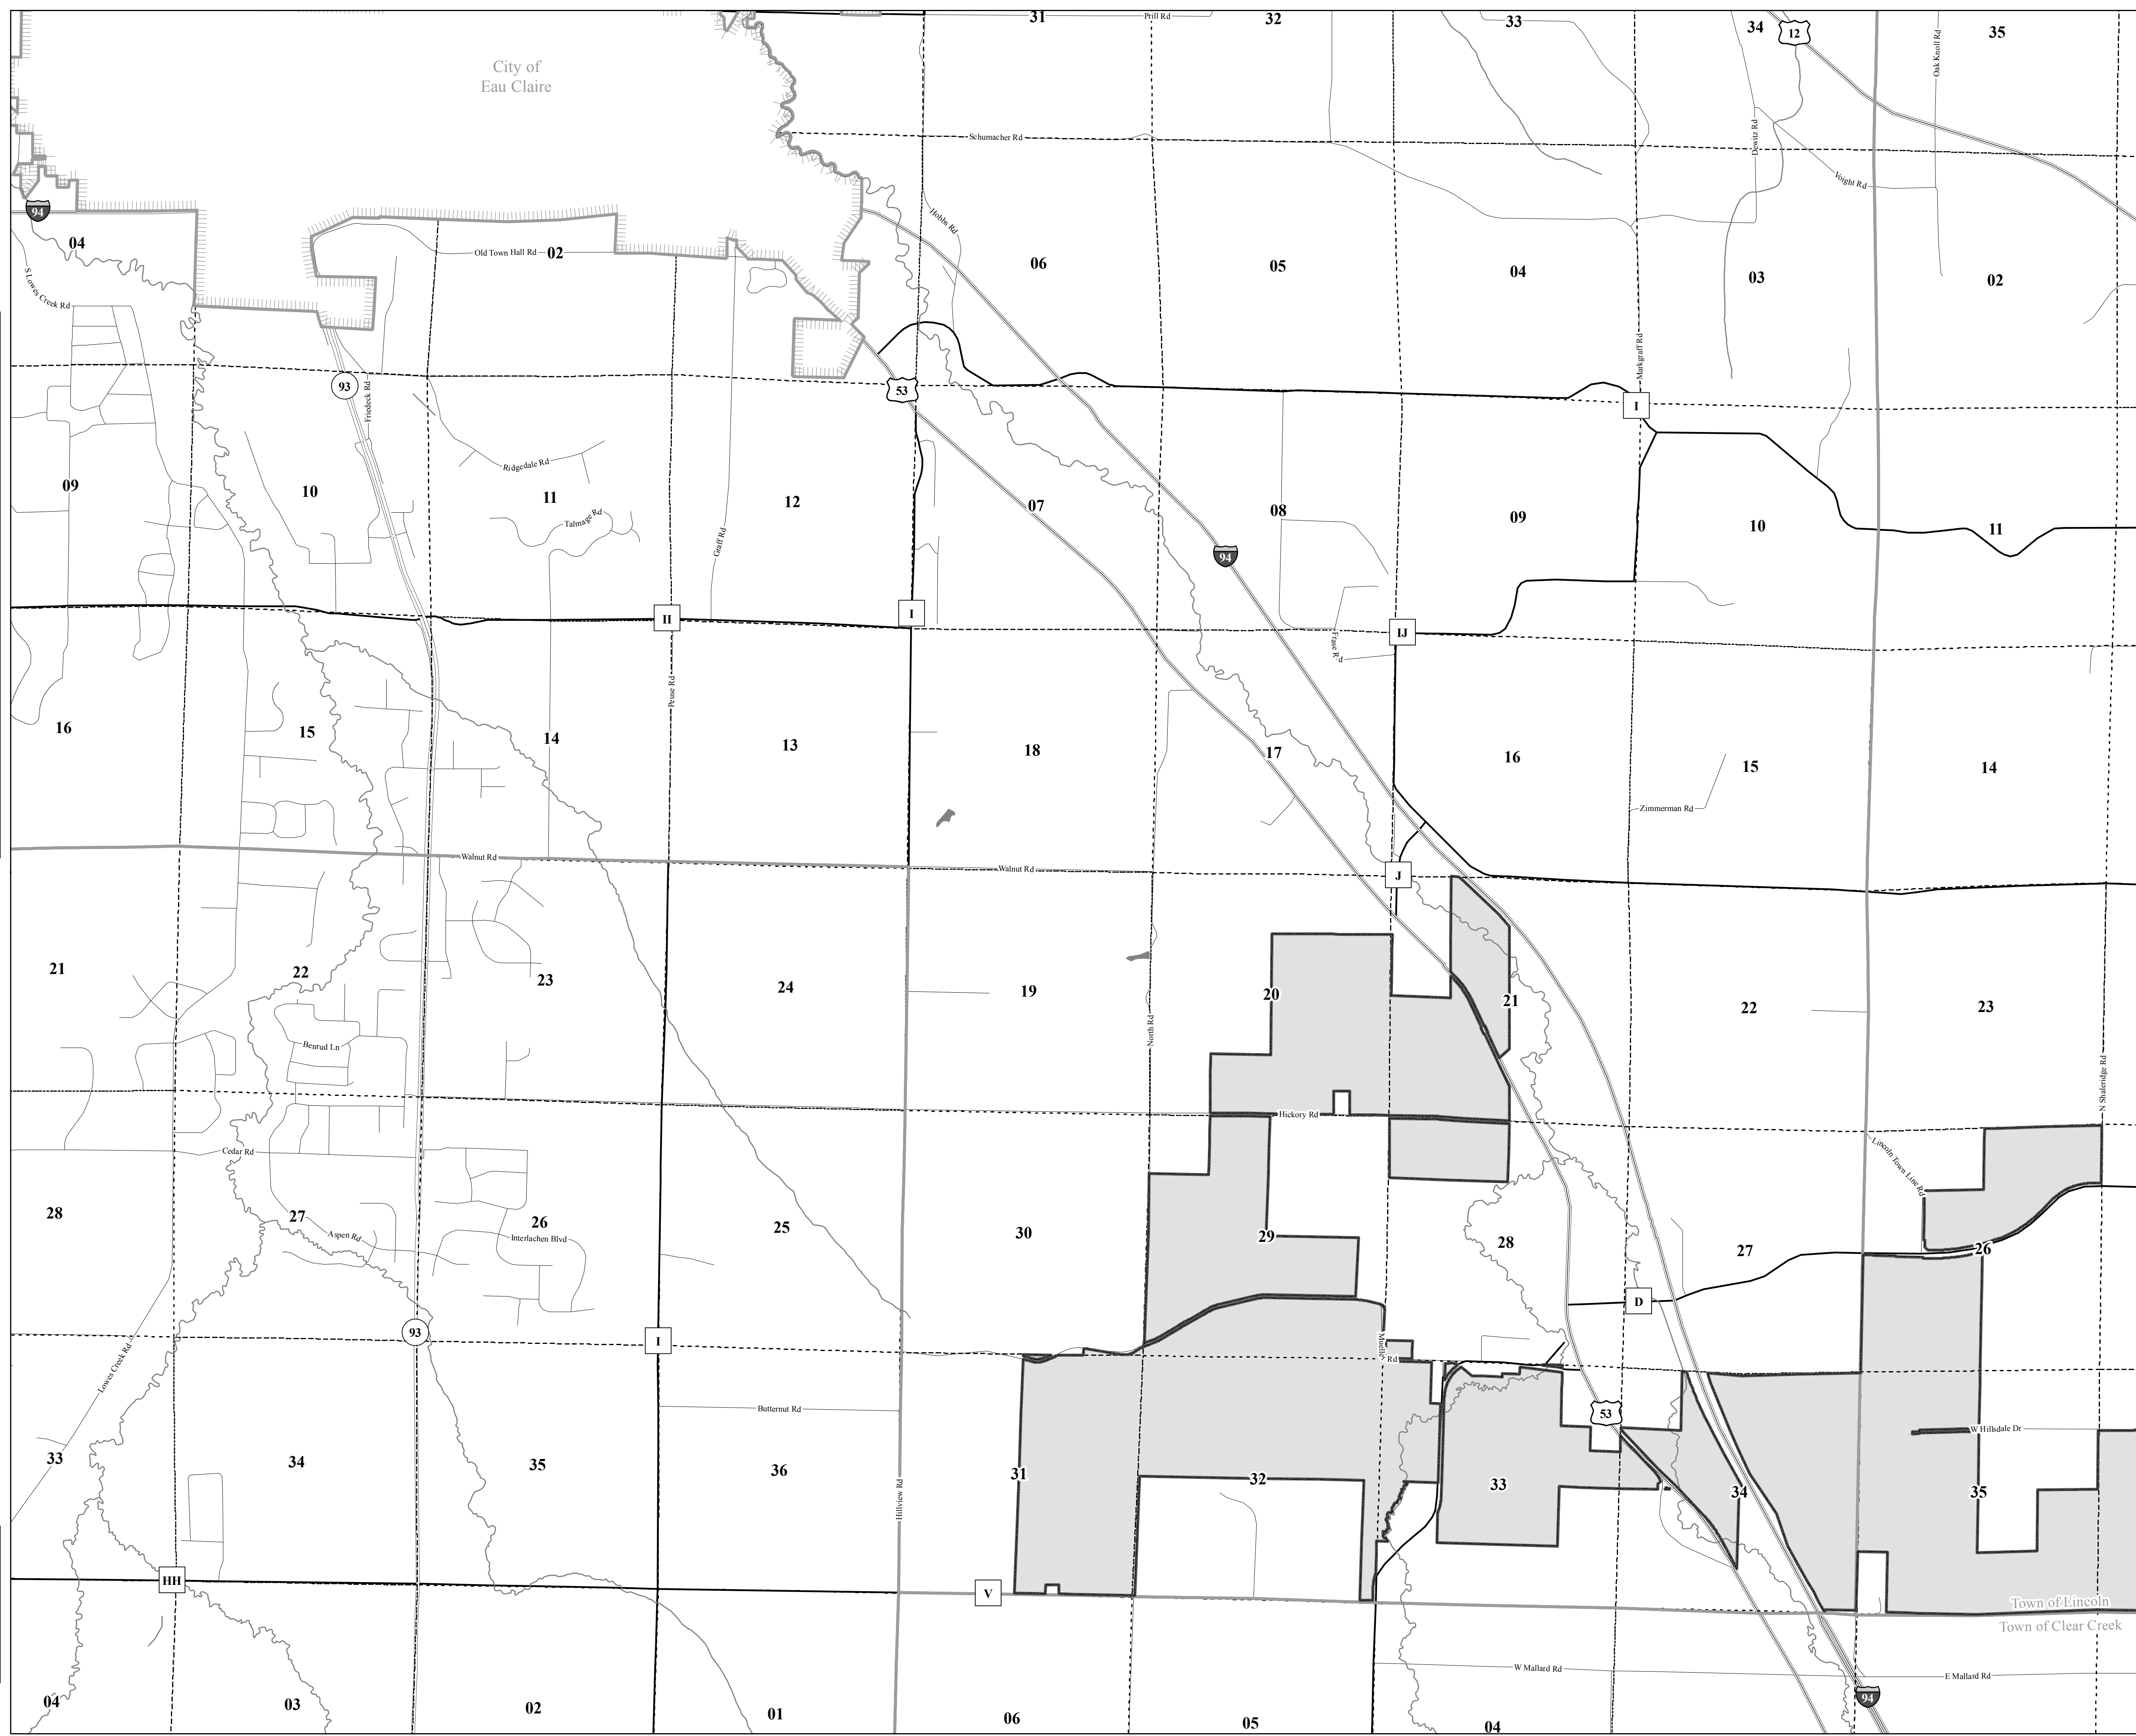 31
Prill Rd
32
33
34
12
35
Oak Knoll Rd
City of
Eau Claire
Schumacher Rd
Dewitz Rd
Voight Rd
94
04
Old Town Hall Rd
02
Hobbs Rd
06
05
04
03
02
S Lowes Creek Rd
93
Friedeck Rd
53
Markgraff Rd
I
Ridgedale Rd
09
10
11
12
07
08
09
10
11
Talmage Rd
Graff Rd
94
II
I
IJ
Frase Rd
Peuse Rd
16
15
14
13
18
17
16
15
14
Zimmerman Rd
Walnut Rd
Walnut Rd
J
21
22
23
24
19
20
21
22
23
North Rd
Benrud Ln
N Shaleridge Rd
Hickory Rd
Cedar Rd
Lincoln Town Line Rd
28
27
26
25
30
29
28
27
26
Aspen Rd
Interlachen Blvd
D
93
I
Mueller Rd
Lowes Creek Rd
Butternut Rd
53
W Hillsdale Dr
33
34
35
36
31
32
33
34
35
Hillview Rd
HH
V
Town of Lincoln
Town of Clear Creek
W Mallard Rd
E Mallard Rd
94
04
03
02
01
06
05
04